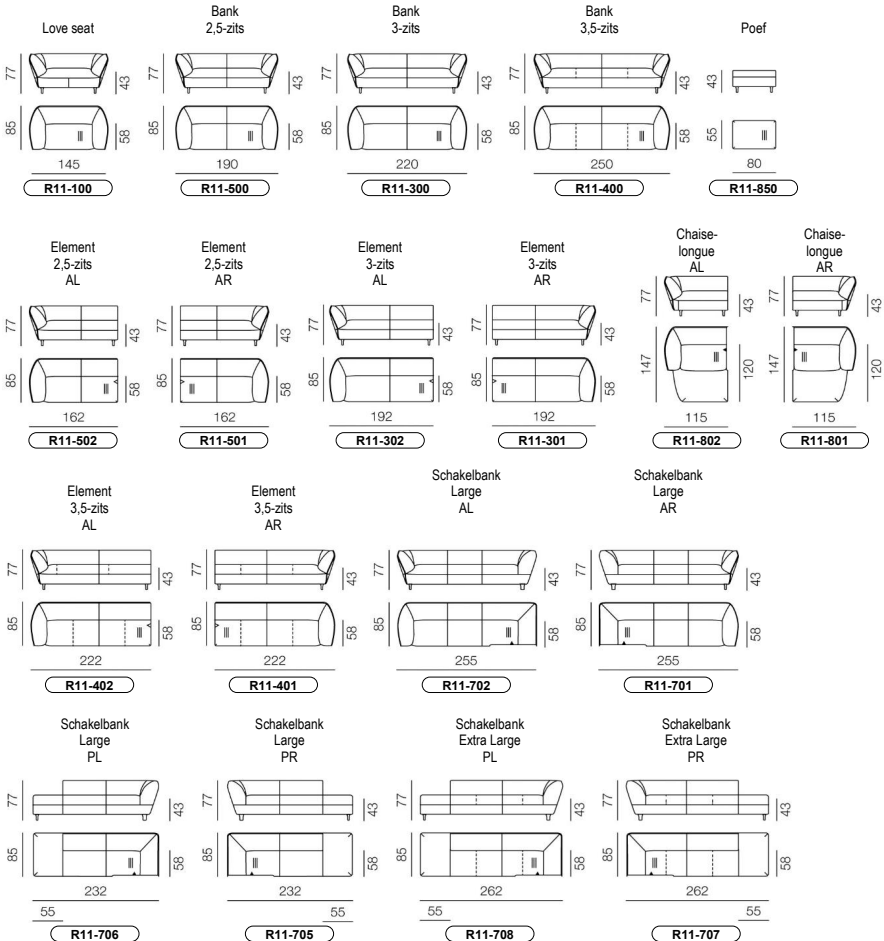 Love seat
Bank
2,5-zits
Bank
3-zits
Bank
3,5-zits
Poef
77
43
77
43
77
43
77
43
43
85
58
85
58
85
58
85
58
55
145
190
220
250
80
R11-100
R11-500
R11-300
R11-400
R11-850
Element
2,5-zits
AL
Element
2,5-zits
AR
Element
3-zits
AL
Element
3-zits
AR
Chaise-
longue
AL
Chaise-
longue
AR
77
43
77
43
77
43
77
43
77
43
77
43
85
58
85
58
85
58
85
58
147
120
147
120
162
162
192
192
115
115
R11-502
R11-501
R11-302
R11-301
R11-802
R11-801
Element
3,5-zits
AL
Element
3,5-zits
AR
Schakelbank
Large
AL
Schakelbank
Large
AR
77
43
77
43
77
43
77
43
85
58
85
58
85
58
85
58
222
222
255
255
R11-402
R11-401
R11-702
R11-701
Schakelbank
Large
PL
Schakelbank
Large
PR
Schakelbank
Extra Large
PL
Schakelbank
Extra Large
PR
77
43
77
43
77
43
77
43
85
58
85
58
85
58
85
58
232
232
262
262
55
55
55
55
R11-706
R11-705
R11-708
R11-707